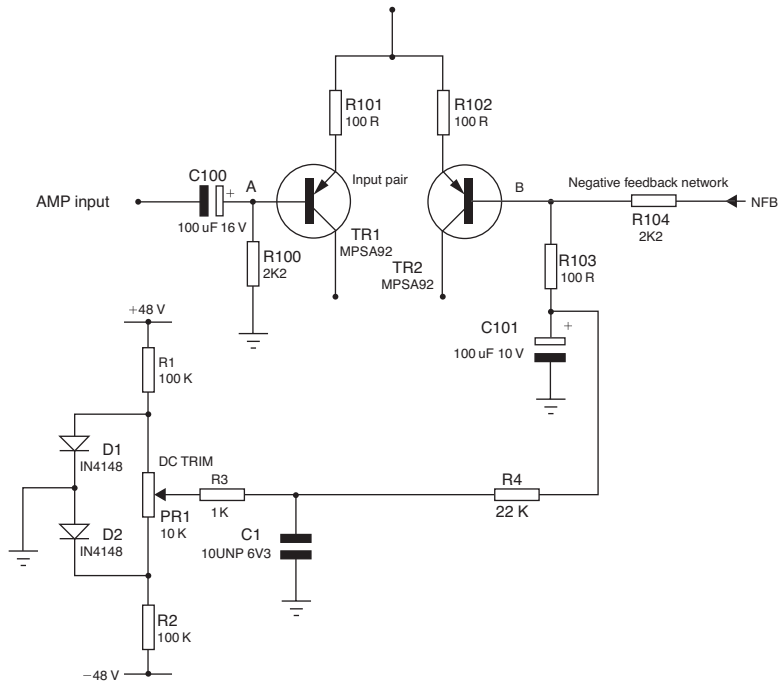 R101
100 R
R102
100 R
C100
+
A
Input pair
B
Negative feedback network
AMP input
NFB
100 uF 16 V
R104
2K2
R100
2K2
TR1
MPSA92
TR2
MPSA92
R103
100 R
+48 V
C101
+
100 uF 10 V
R1
100 K
D1
IN4148
DC TRIM
R3
1K
R4
22 K
PR1
10 K
D2
IN4148
C1
10UNP 6V3
R2
100 K
−48 V